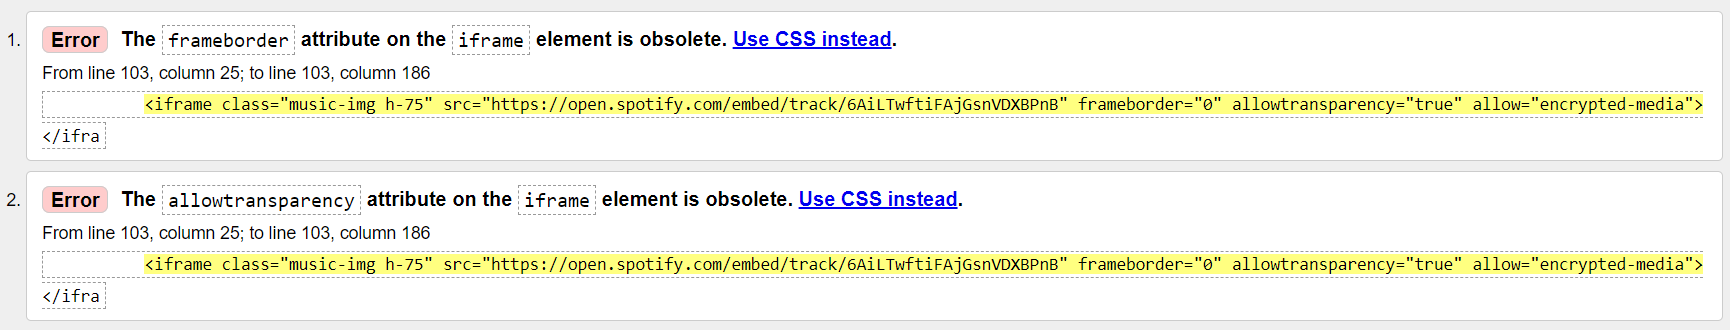 1. Error The frameborder attribute on the iframe element is obsolete. Use CSS instead.
From line 103, column 25; to line 103, column 186
<iframe class="music-img h-75" src="https://open.spotify.com/embed/track/6AiLTwftiFAjGsnVDXBPnB" frameborder="0" allowtransparency="true" allow="encrypted-media">
</ifra
2. Error The allowtransparency attribute on the iframe element is obsolete. Use CSS instead.
From line 103, column 25; to line 103, column 186
<iframe class="music-img h-75" src="https://open.spotify.com/embed/track/6AiLTwftiFAjGsnVDXBPnB" frameborder="0" allowtransparency="true" allow="encrypted-media">
</ifra